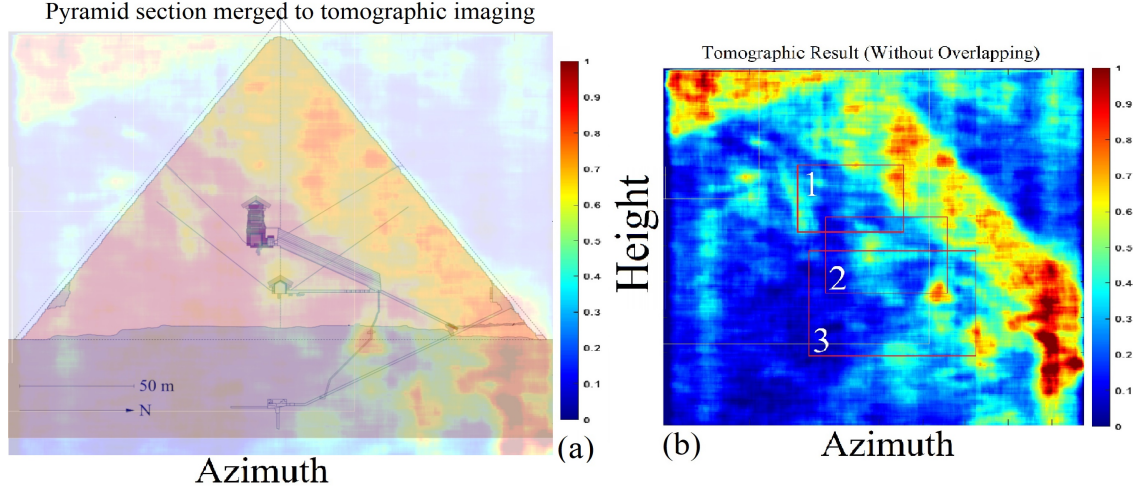 Pyramid section merged to tomographic imaging
1
0.9
0.8
0.7
0.6
0.5
0.4
0.3
0.2
0.1
0
50 m
N
Azimuth
(a)
Tomographic Result (Without Overlapping)
Height
1
2
3
1
0.9
0.8
0.7
0.6
0.5
0.4
0.3
0.2
0.1
0
(b)
Azimuth